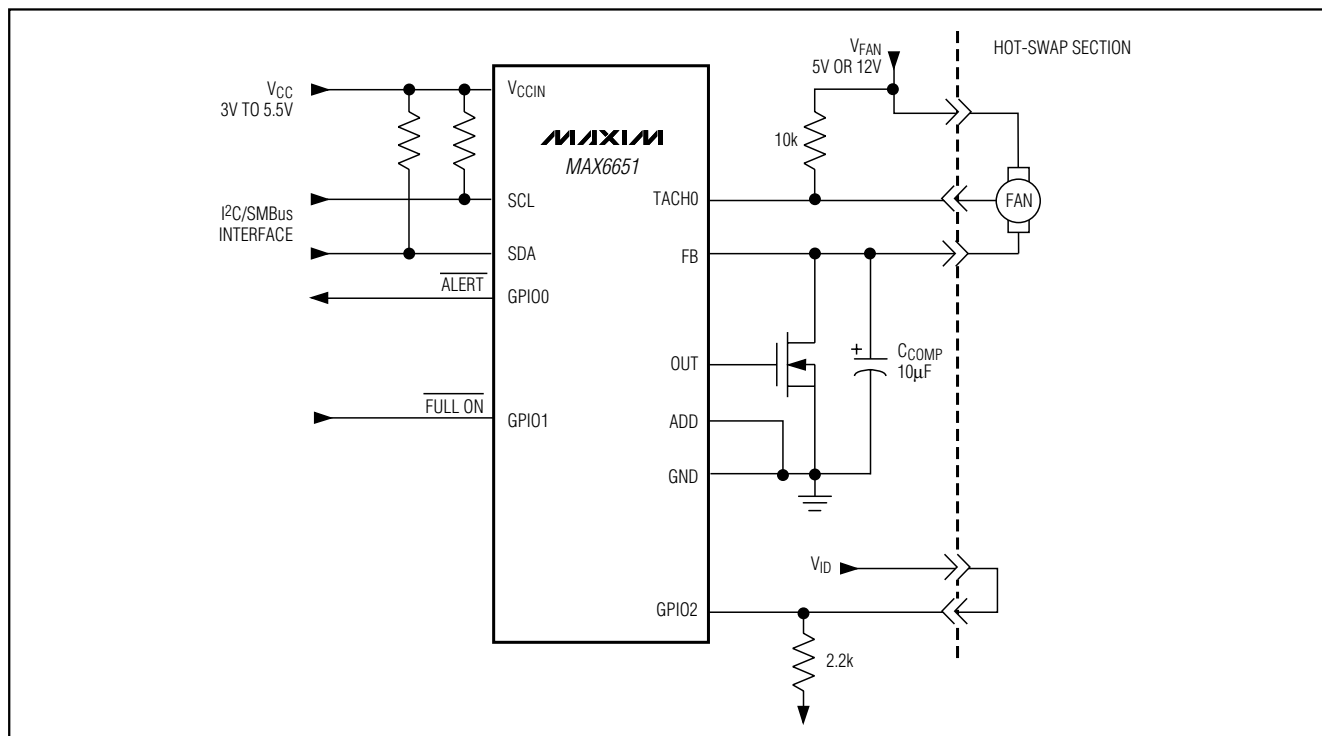 VCC
3V TO 5.5V
I²C/SMBus
INTERFACE
ALERT
FULL ON
VCCIN
SCL
SDA
GPIO0
GPIO1
MAXIM
MAX6651
TACH0
FB
OUT
ADD
GND
GPIO2
VFAN
5V OR 12V
10k
CCOMP
10µF
+
VID
2.2k
HOT-SWAP SECTION
FAN